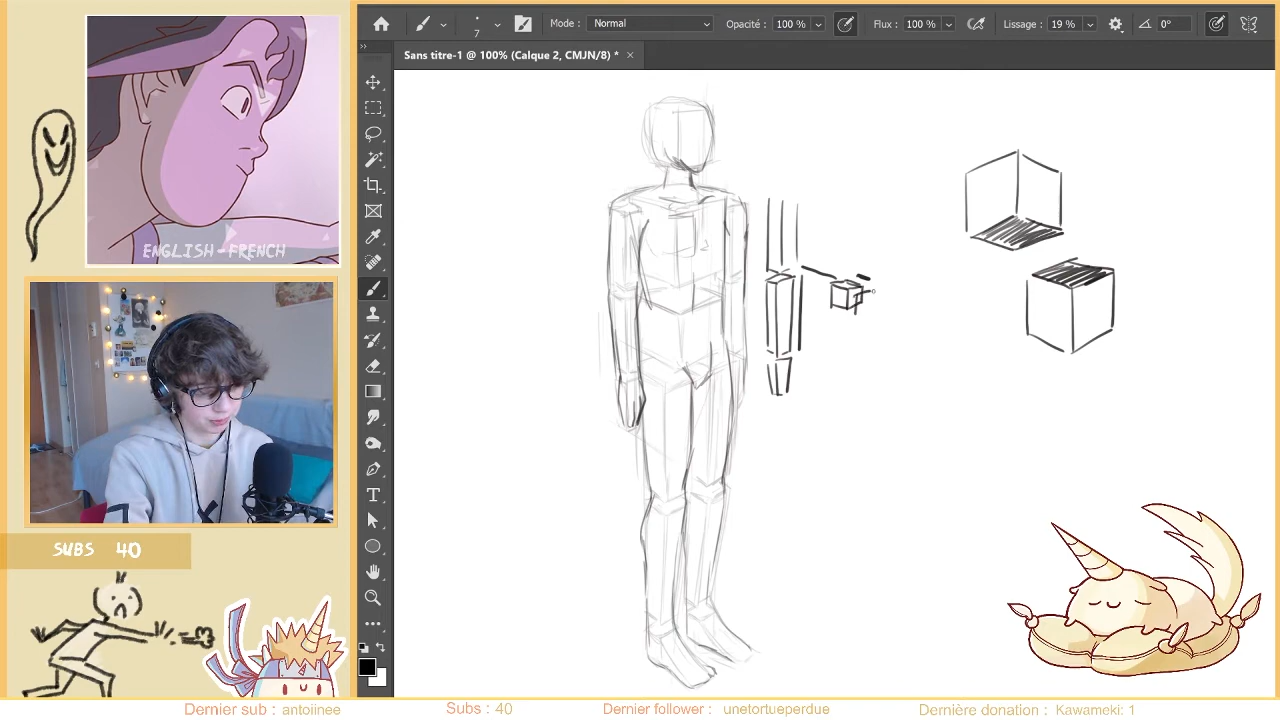 Mode : Normal Opacité : 100 % Flux : 100 % Lissage : 19 % 0°
7
Sans titre-1 @ 100% (Calque 2, CMJN/8) * ×
ENGLISH-FRENCH
SUBS 40
Dernier sub : antoiinee Subs : 40 Dernier follower : unetortueperdue Dernière donation : Kawameki: 1